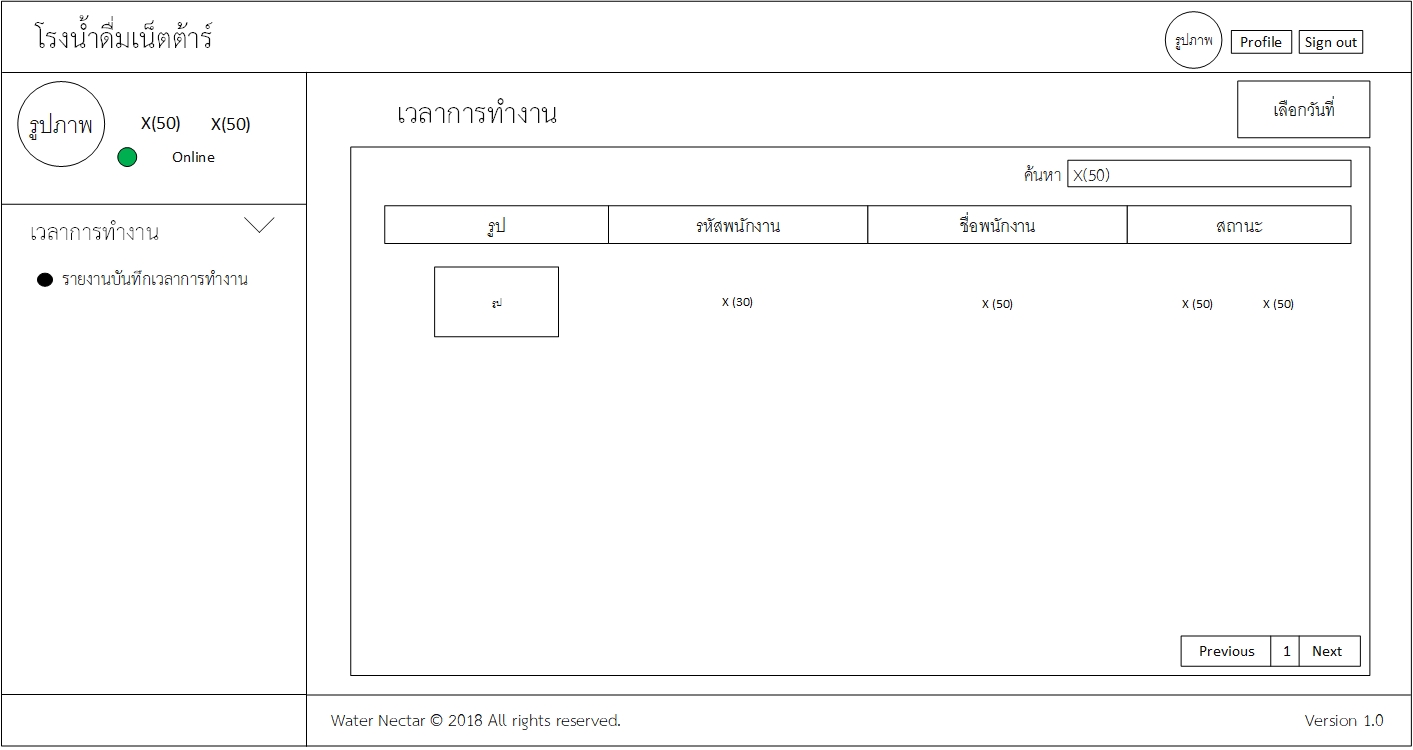 โรงน้ำดื่มเน็ตต้าร์
รูปภาพ Profile Sign out
รูปภาพ X(50) X(50)
Online
เวลาการทำงาน
รายงานบันทึกเวลาการทำงาน
เวลาการทำงาน
เลือกวันที่
ค้นหา X(50)
รูป รหัสพนักงาน ชื่อพนักงาน สถานะ
รูป X (30) X (50) X (50) X (50)
Previous 1 Next
Water Nectar © 2018 All rights reserved. Version 1.0